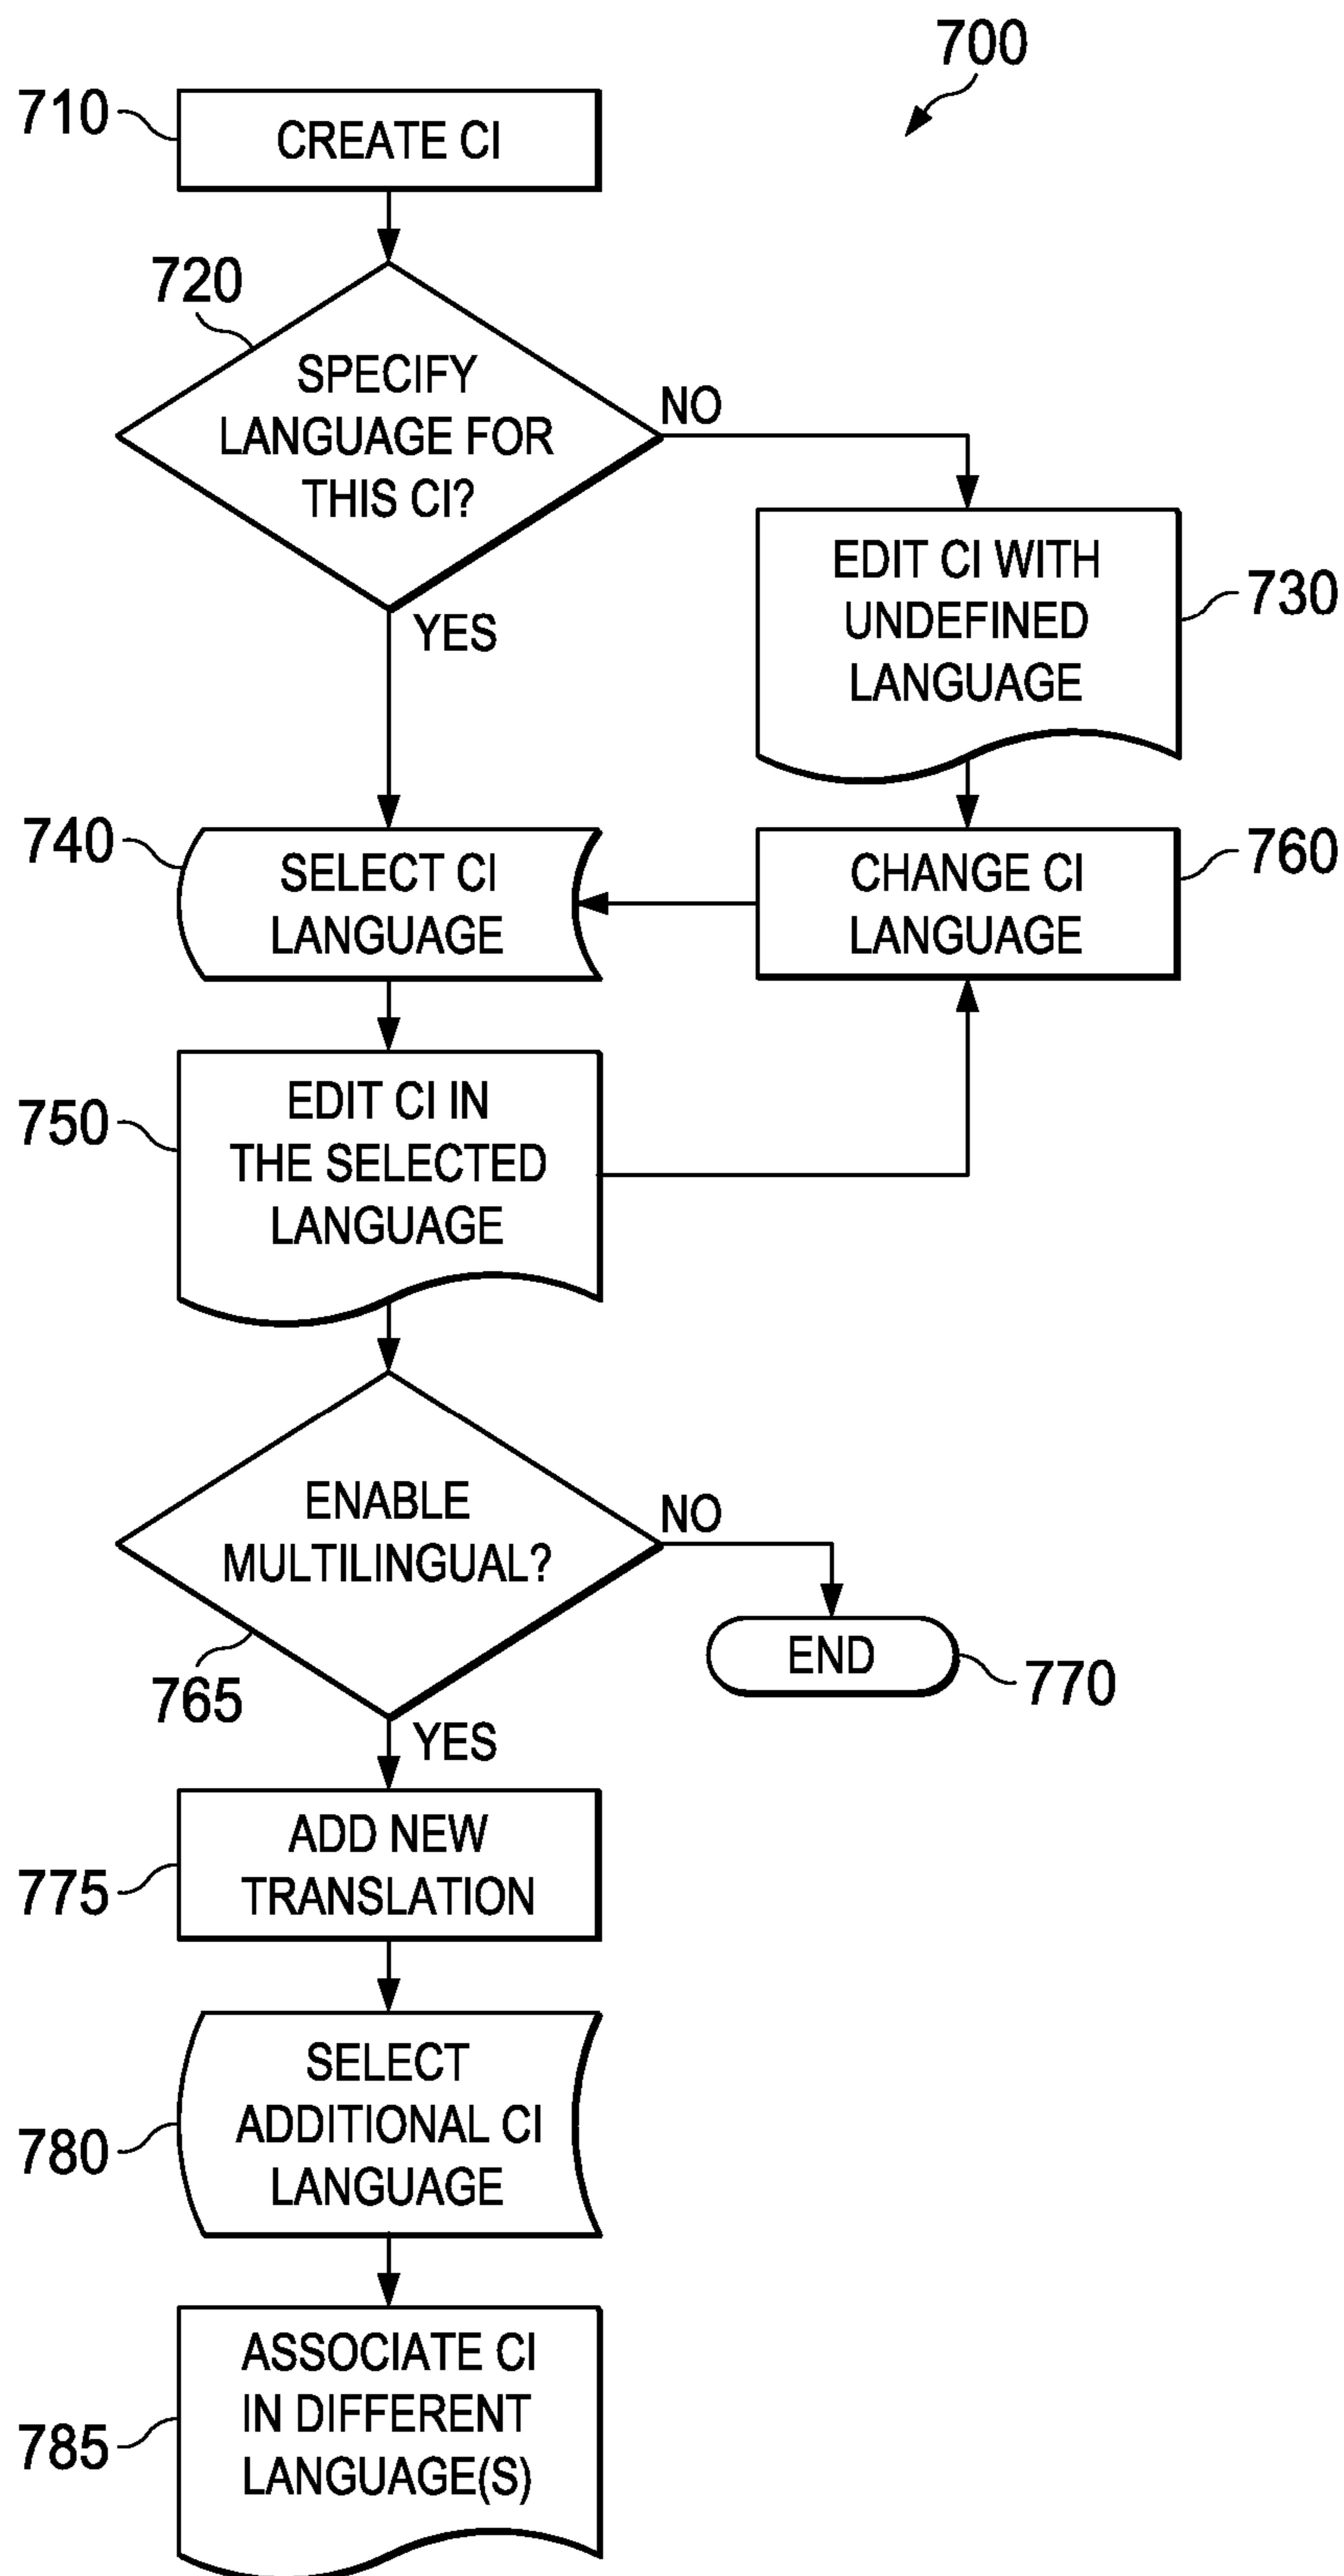 700
710
CREATE CI
720
SPECIFY
LANGUAGE FOR
THIS CI?
NO
YES
EDIT CI WITH
UNDEFINED
LANGUAGE
730
740
SELECT CI
LANGUAGE
CHANGE CI
LANGUAGE
760
750
EDIT CI IN
THE SELECTED
LANGUAGE
ENABLE
MULTILINGUAL?
NO
765
YES
END
770
775
ADD NEW
TRANSLATION
780
SELECT
ADDITIONAL CI
LANGUAGE
785
ASSOCIATE CI
IN DIFFERENT
LANGUAGE(S)